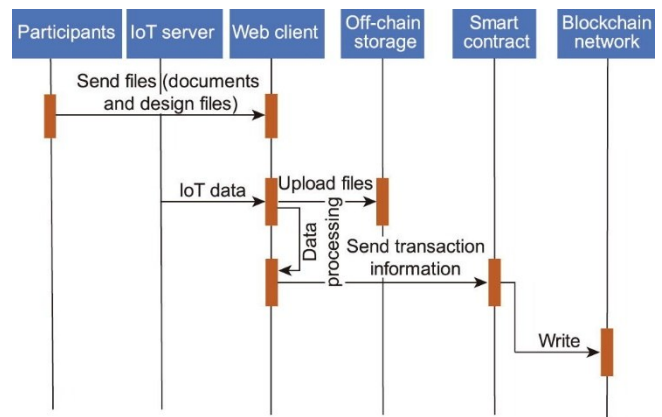 Participants
IoT server
Web client
Off-chain
storage
Smart
contract
Blockchain
network
Send files (documents
and design files)
IoT data
Upload files
Data
processing
Send transaction
information
Write